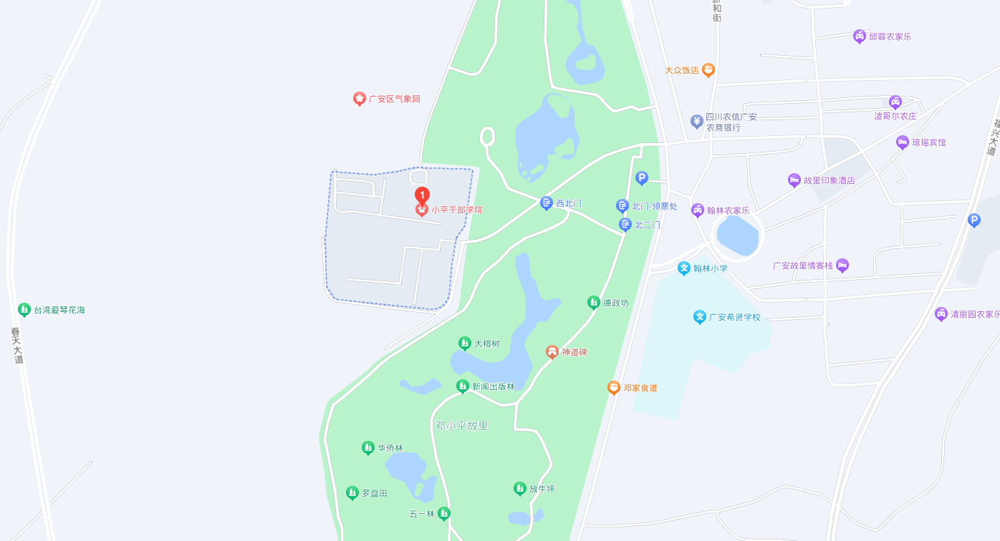 新和街
邱蓉农家乐
大众饭店
广安区气象局
波哥尔农庄
四川农信广安
农商银行
福兴大道
琼瑶宾馆
P
故里印象酒店
1
小平干部学院
西北门
北门-领票处
翰林农家乐
北二门
P
广安故里情客栈
翰林小学
台湾爱琴花海
德政坊
广安希贤学校
清丽园农家乐
春天大道
大榕树
神道碑
新闻出版林
邓家食谱
邓小平故里
华侨林
罗盘田
放牛坪
五一林